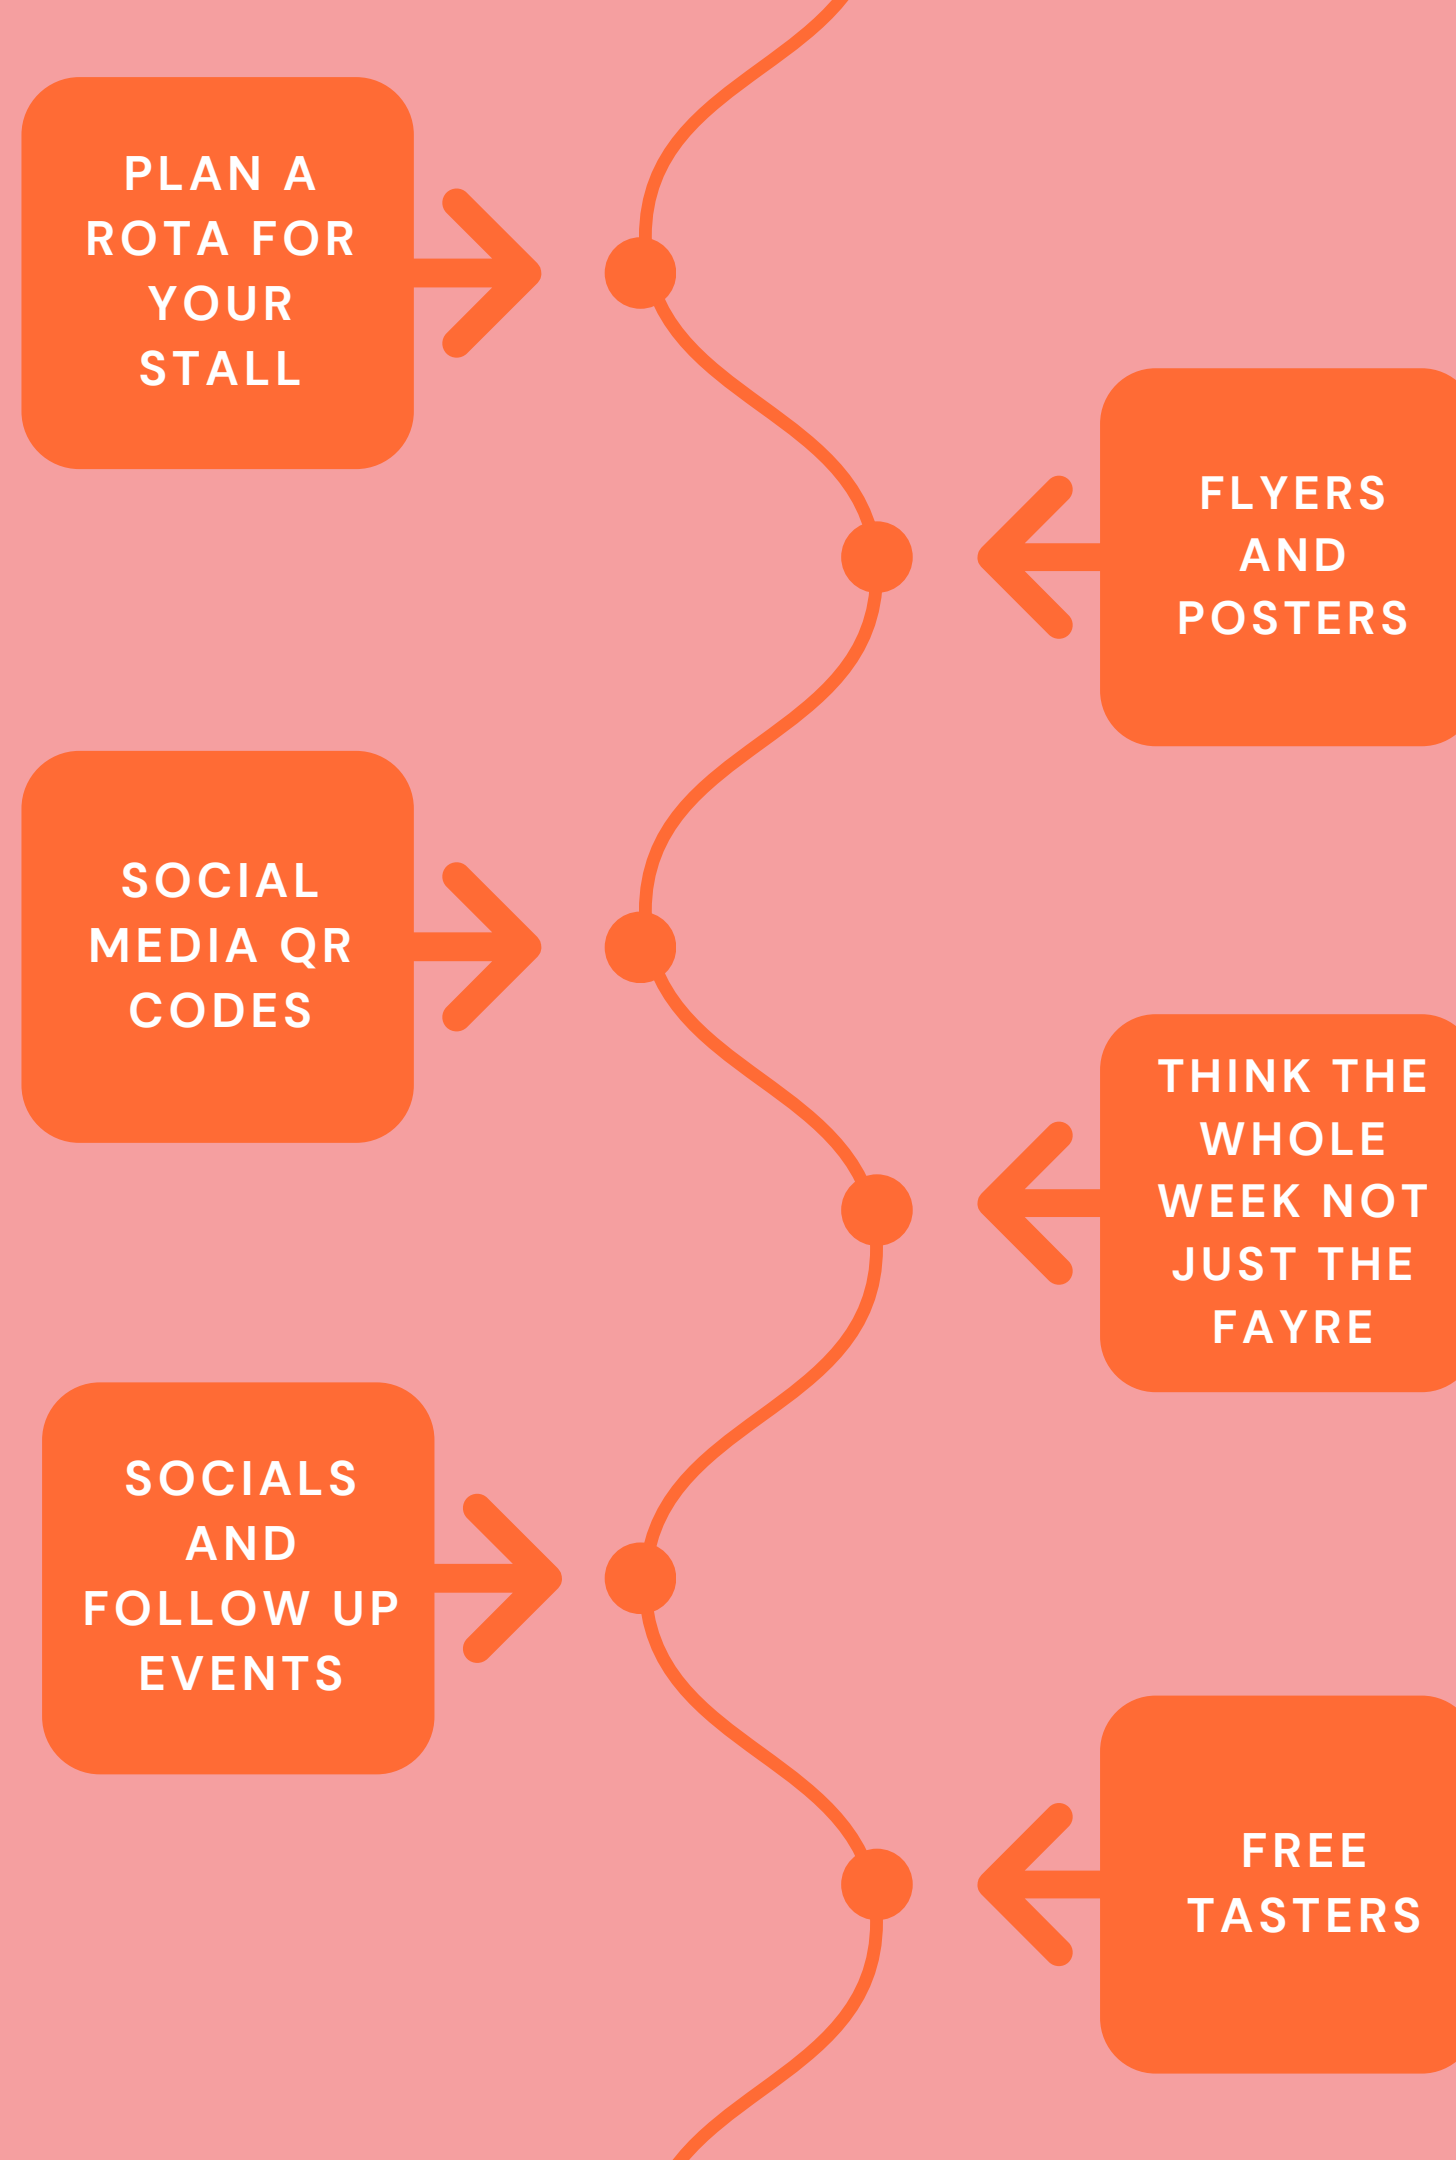 PLAN A
ROTA FOR
YOUR
STALL
FLYERS
AND
POSTERS
SOCIAL
MEDIA QR
CODES
THINK THE
WHOLE
WEEK NOT
JUST THE
FAYRE
SOCIALS
AND
FOLLOW UP
EVENTS
FREE
TASTERS